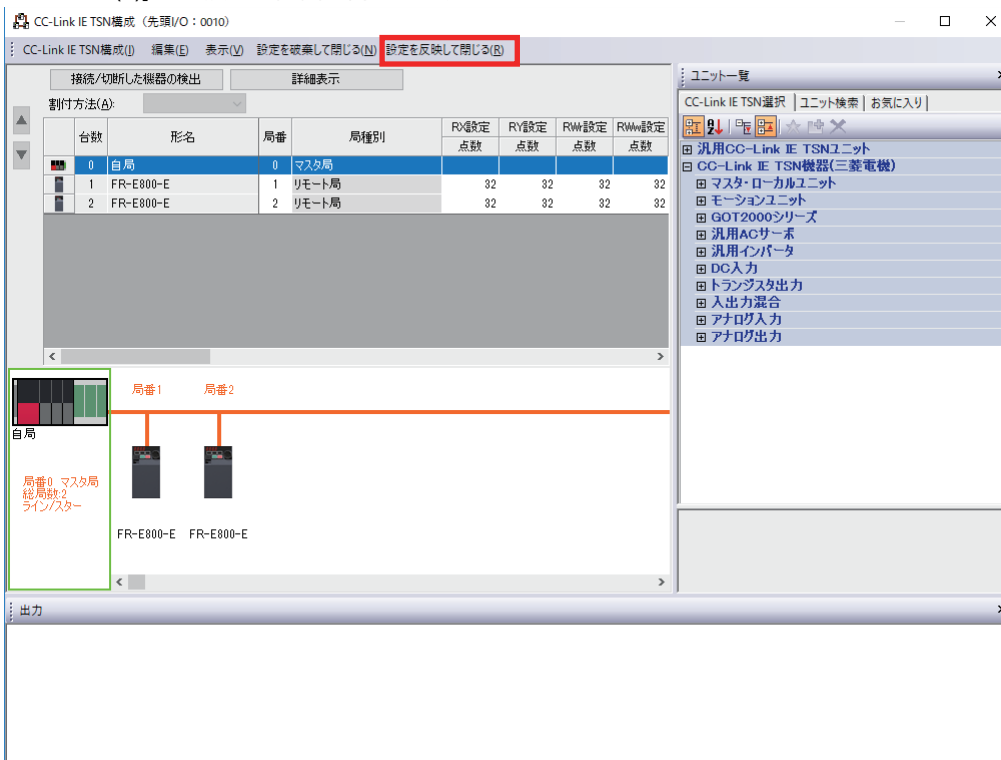 CC-Link IE TSN構成（先頭I/O：0010）
CC-Link IE TSN構成(I) 編集(E) 表示(V) 設定を破棄して閉じる(N) 設定を反映して閉じる(R)
接続/切断した機器の検出 詳細表示
割付方法(A):
台数 形名 局番 局種別 RX設定 RY設定 RWr設定 RWw設定
点数 点数 点数 点数
0 自局 0 マスタ局
1 FR-E800-E 1 リモート局 32 32 32 32
2 FR-E800-E 2 リモート局 32 32 32 32
局番1 局番2
自局
局番0 マスタ局
総局数:2
ライン/スター
FR-E800-E FR-E800-E
ユニット一覧
CC-Link IE TSN選択 ユニット検索 お気に入り
汎用CC-Link IE TSNユニット
CC-Link IE TSN機器(三菱電機)
マスタ・ローカルユニット
モーションユニット
GOT2000シリーズ
汎用ACサーボ
汎用インバータ
DC入力
トランジスタ出力
入出力混合
アナログ入力
アナログ出力
出力